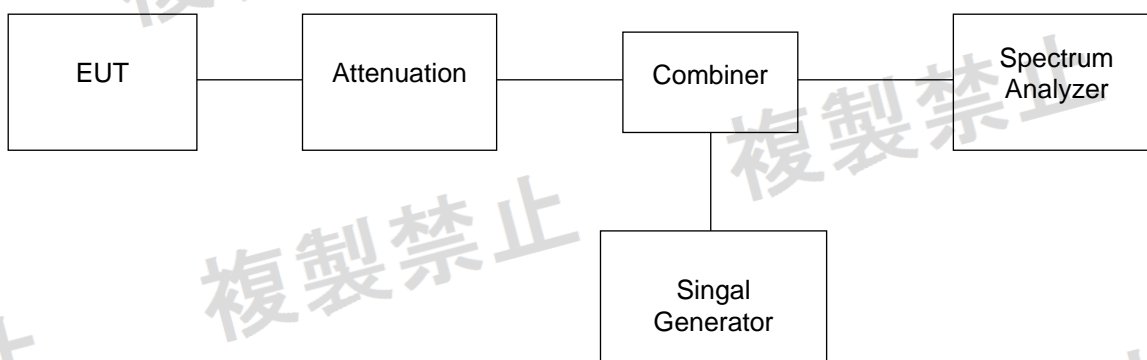 複製禁止
EUT
Attenuation
Combiner
Spectrum
Analyzer
複製禁止
複製禁止
Singal
Generator
止